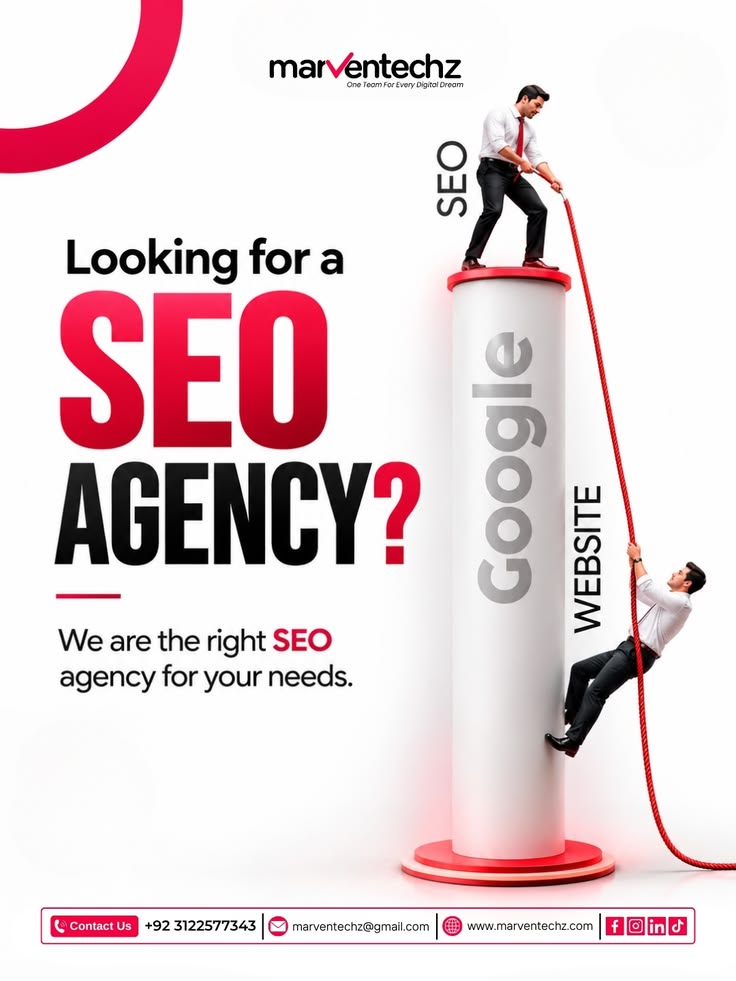 marventechz
One Team For Every Digital Dream
SEO
Looking for a
SEO
AGENCY?
Google
WEBSITE
We are the right SEO
agency for your needs.
Contact Us +92 3122577343 marventechz@gmail.com www.marventechz.com